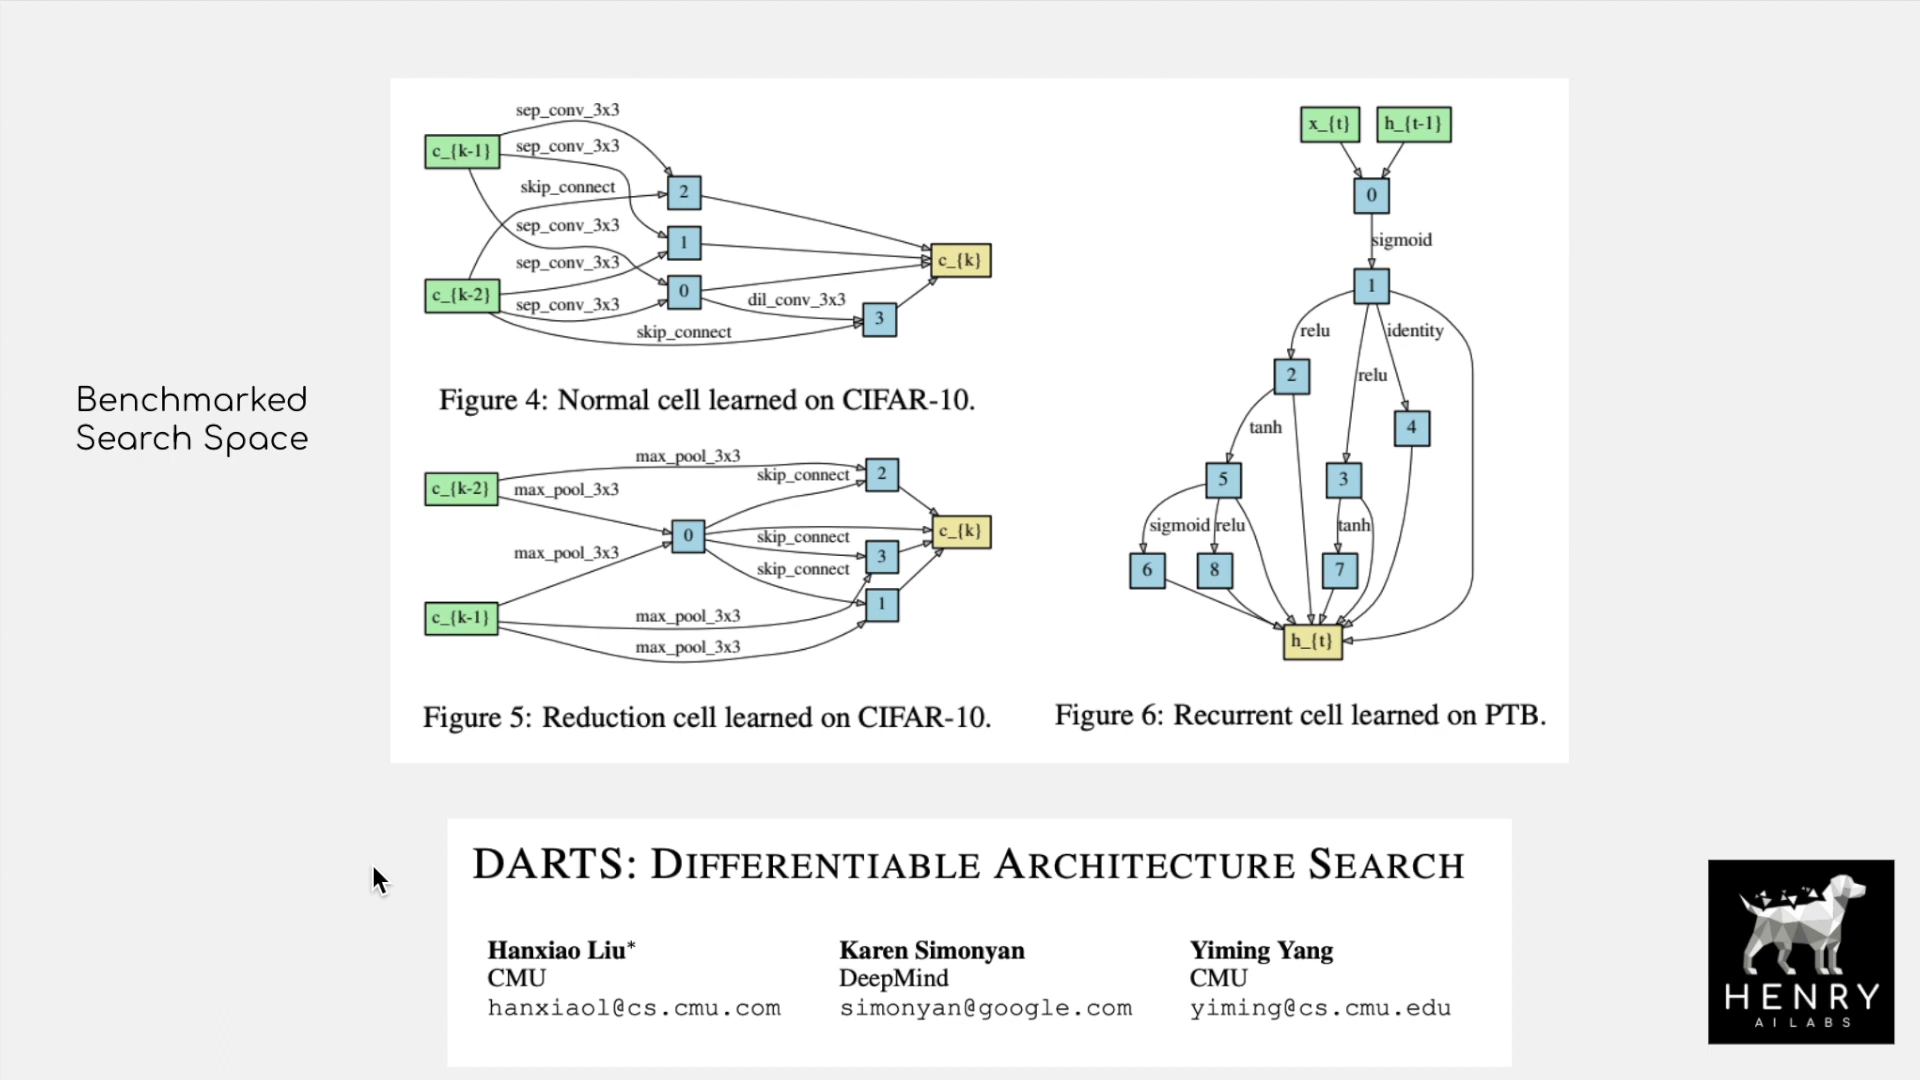 Benchmarked
Search Space
sep_conv_3x3
c_{k-1}
sep_conv_3x3
skip_connect
2
sep_conv_3x3
1
sep_conv_3x3
c_{k}
c_{k-2}
0
sep_conv_3x3
dil_conv_3x3
3
skip_connect
Figure 4: Normal cell learned on CIFAR-10.
max_pool_3x3
c_{k-2}
max_pool_3x3
skip_connect
2
0
skip_connect
c_{k}
max_pool_3x3
skip_connect
3
1
c_{k-1}
max_pool_3x3
max_pool_3x3
Figure 5: Reduction cell learned on CIFAR-10.
x_{t}
h_{t-1}
0
sigmoid
1
relu
identity
2
relu
tanh
4
5
3
sigmoid
relu
tanh
6
8
7
h_{t}
Figure 6: Recurrent cell learned on PTB.
DARTS: DIFFERENTIABLE ARCHITECTURE SEARCH
Hanxiao Liu*
CMU
hanxiaol@cs.cmu.com
Karen Simonyan
DeepMind
simonyan@google.com
Yiming Yang
CMU
yiming@cs.cmu.edu
HENRY
AI LABS